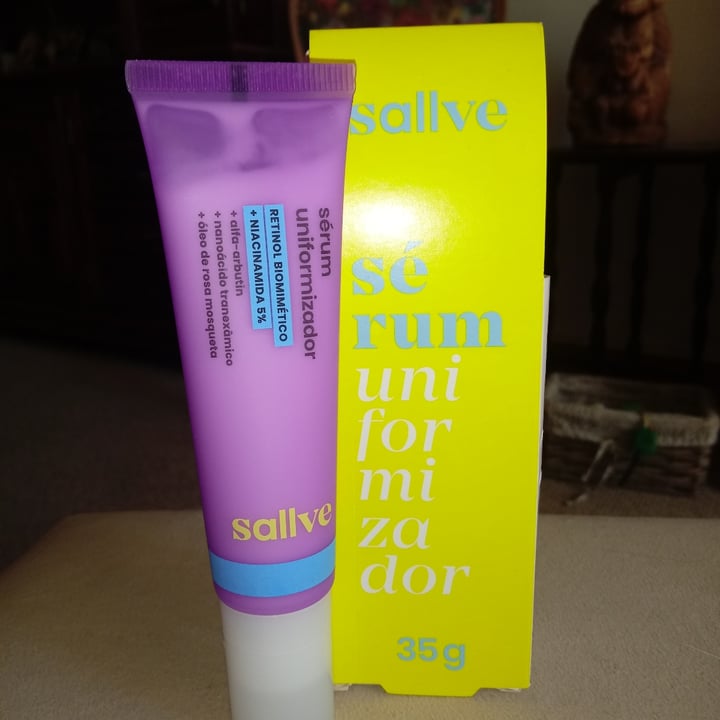 sérum
uniformizador
RETINOL BIOMIMÉTICO
+ NIACINAMIDA 5%
+ alfa-arbutin
+ nanoácido tranexâmico
+ óleo de rosa mosqueta
sallve
sallve
sé
rum
uni
for
mi
za
dor
35g